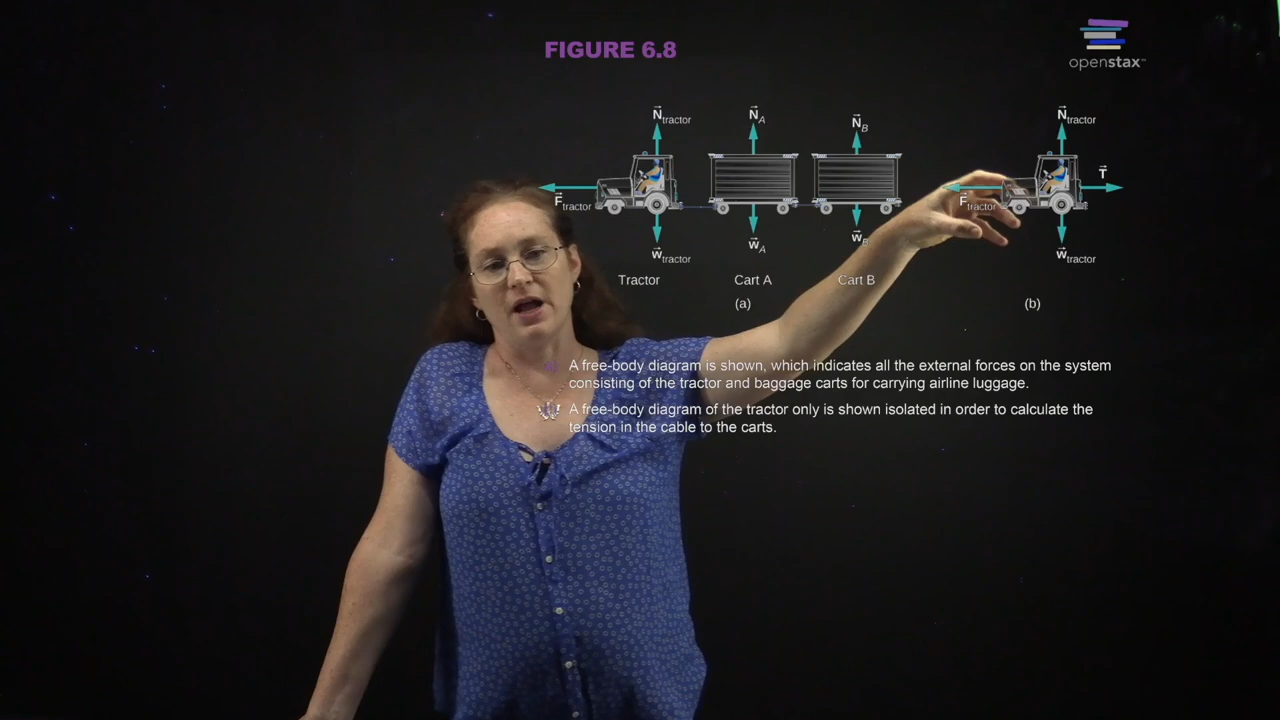 FIGURE 6.8
openstax™
N tractor
N A
N B
N tractor
T
F tractor
F tractor
w tractor
w A
w B
w tractor
Tractor
Cart A
Cart B
(a)
(b)
A free-body diagram is shown, which indicates all the external forces on the system
consisting of the tractor and baggage carts for carrying airline luggage.
A free-body diagram of the tractor only is shown isolated in order to calculate the
tension in the cable to the carts.